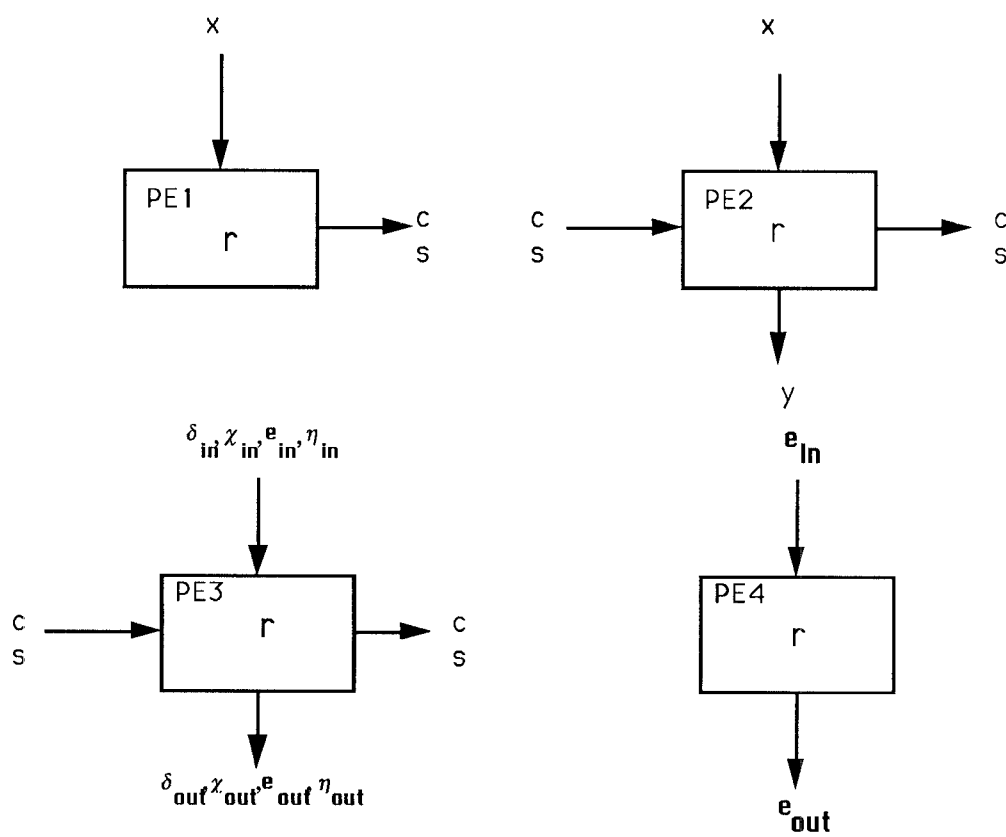 x
PE1
r
c
s
x
c
s
PE2
r
c
s
y
δin, χin, ein, ηin
c
s
PE3
r
c
s
δout, χout, eout, ηout
eIn
PE4
r
eout